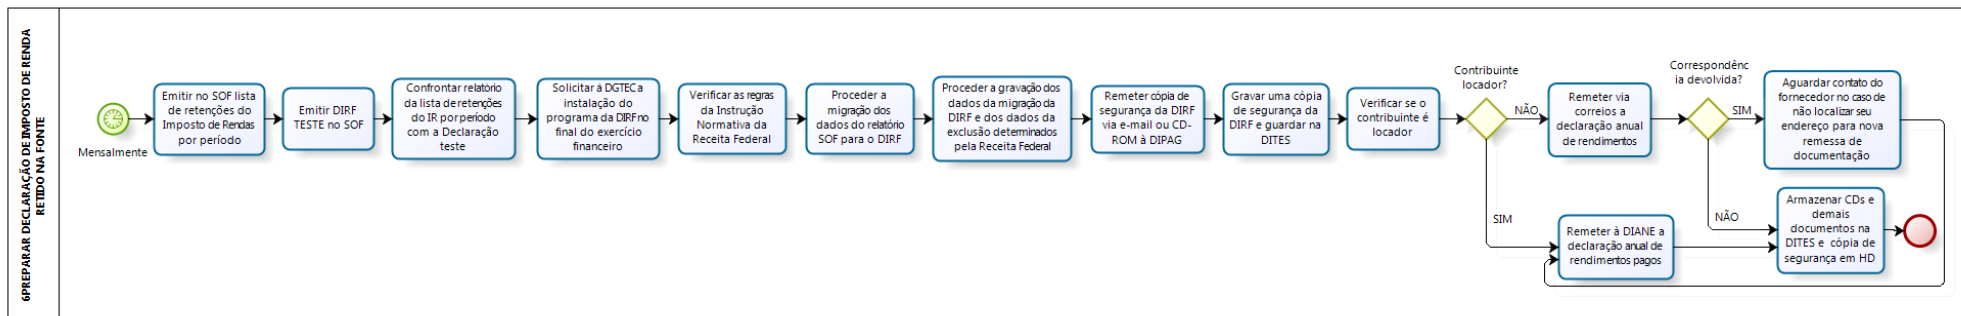 6PREPARAR DECLARAÇÃO DE IMPOSTO DE RENDA
RETIDO NA FONTE
Mensalmente
Emitir no SOF lista
de retenções do
Imposto de Rendas
por período
Emitir DIRF
TESTE no SOF
Confrontar relatório
da lista de retenções
do IR por período
com a Declaração
teste
Solicitar à DGTEC a
instalação do
programa da DIRF no
final do exercício
financeiro
Verificar as regras
da Instrução
Normativa da
Receita Federal
Proceder a
migração dos
dados do relatório
SOF para o DIRF
Proceder a gravação dos
dados da migração da
DIRF e dos dados da
exclusão determinados
pela Receita Federal
Remeter cópia de
segurança da DIRF
via e-mail ou CD-
ROM à DIPAG
Gravar uma cópia
de segurança da
DIRF e guardar na
DITES
Verificar se o
contribuinte é
locador
Contribuinte
locador?
NÃO
SIM
Remeter via
correios a
declaração anual
de rendimentos
Correspondênc
ia devolvida?
SIM
NÃO
Aguardar contato do
fornecedor no caso de
não localizar seu
endereço para nova
remessa de
documentação
Remeter à DIANE a
declaração anual de
rendimentos pagos
Armazenar CDs e
demais
documentos na
DITES e cópia de
segurança em HD